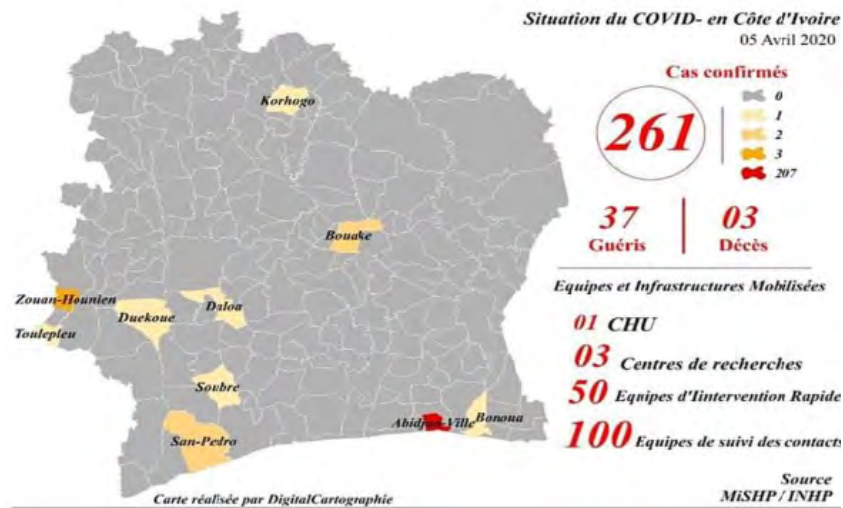 Situation du COVID- en Côte d'Ivoire
05 Avril 2020
Cas confirmés
261
0
1
2
3
207
37
Guéris
03
Décès
Equipes et Infrastructures Mobilisées
01 CHU
03 Centres de recherches
50 Equipes d'Iintervention Rapide
100 Equipes de suivi des contacts
Source
MiSHP / INHP
Korhogo
Bouake
Zouan-Hounien
Duekoue
Daloa
Toulepleu
Soubre
San-Pedro
Abidjan-Ville
Bonoua
Carte réalisée par DigitalCartographie